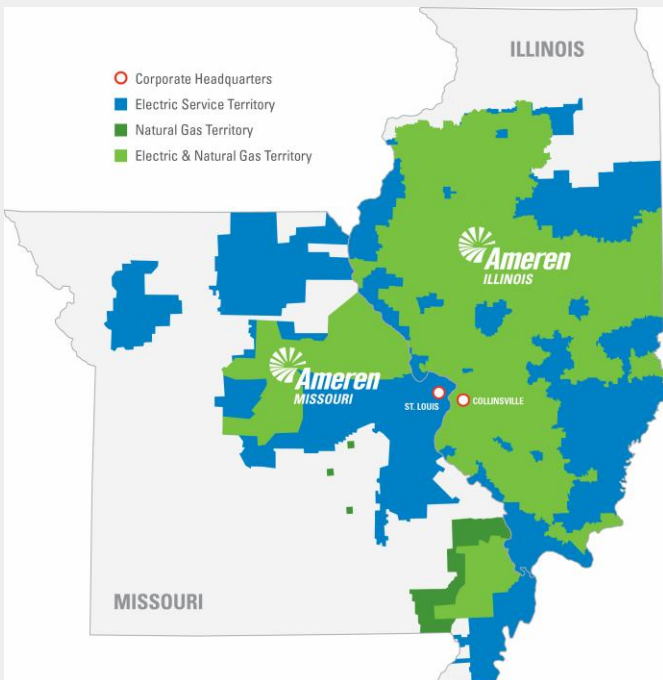 ILLINOIS
Corporate Headquarters
Electric Service Territory
Natural Gas Territory
Electric & Natural Gas Territory
Ameren
ILLINOIS
Ameren
MISSOURI
ST. LOUIS
COLLINSVILLE
MISSOURI